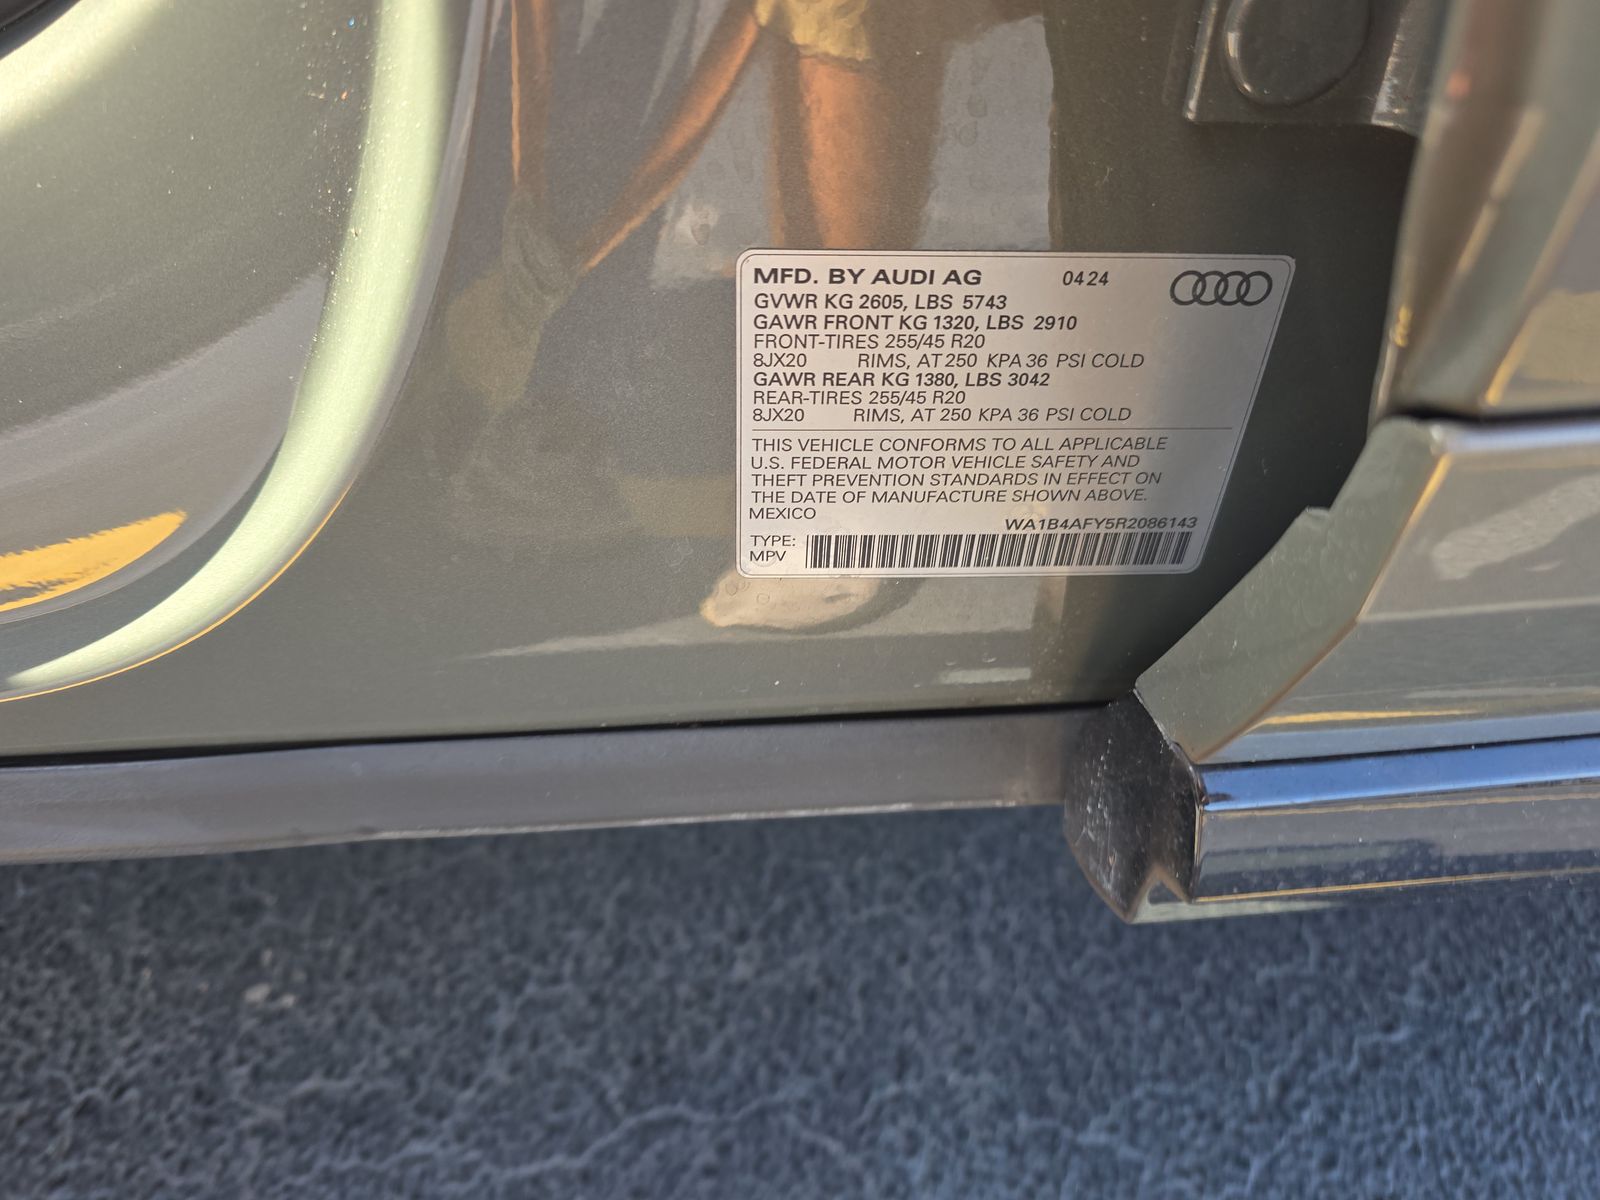 MFD. BY AUDI AG 0424
GVWR KG 2605, LBS 5743
GAWR FRONT KG 1320, LBS 2910
FRONT-TIRES 255/45 R20
8JX20 RIMS, AT 250 KPA 36 PSI COLD
GAWR REAR KG 1380, LBS 3042
REAR-TIRES 255/45 R20
8JX20 RIMS, AT 250 KPA 36 PSI COLD
THIS VEHICLE CONFORMS TO ALL APPLICABLE
U.S. FEDERAL MOTOR VEHICLE SAFETY AND
THEFT PREVENTION STANDARDS IN EFFECT ON
THE DATE OF MANUFACTURE SHOWN ABOVE.
MEXICO
WA1B4AFY5R2086143
TYPE:
MPV